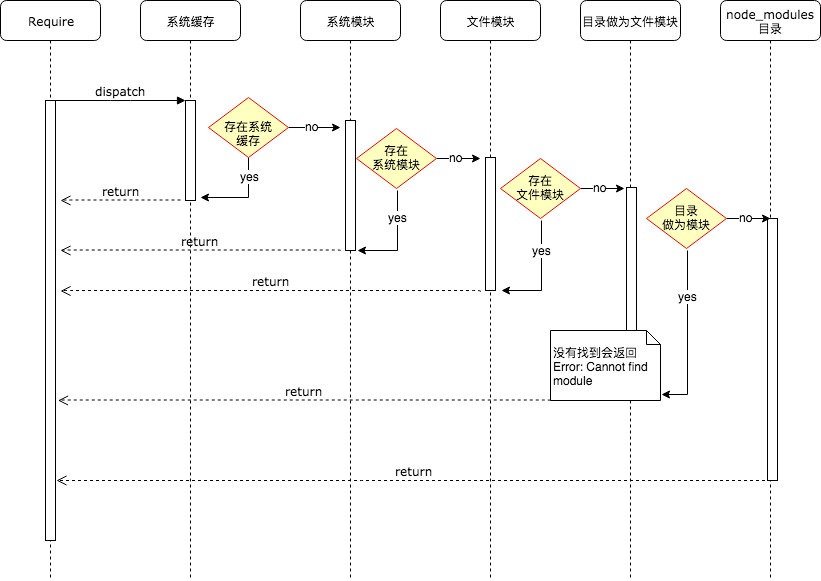 Require
系统缓存
系统模块
文件模块
目录做为文件模块
node_modules
目录
dispatch
存在系统
缓存
no
存在
系统模块
no
存在
文件模块
no
目录
做为模块
no
yes
return
yes
return
yes
return
yes
没有找到会返回
Error: Cannot find
module
return
return